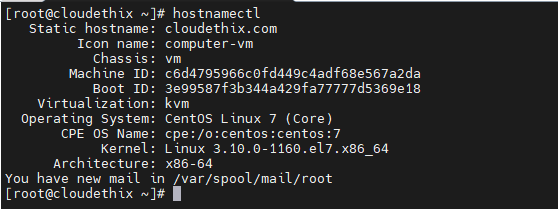 [root@cloudethix ~]# hostnamectl
Static hostname: cloudethix.com
Icon name: computer-vm
Chassis: vm
Machine ID: c6d4795966c0fd449c4adf68e567a2da
Boot ID: 3e99587f3b344a429fa77777d5369e18
Virtualization: kvm
Operating System: CentOS Linux 7 (Core)
CPE OS Name: cpe:/o:centos:centos:7
Kernel: Linux 3.10.0-1160.el7.x86_64
Architecture: x86-64
You have new mail in /var/spool/mail/root
[root@cloudethix ~]#